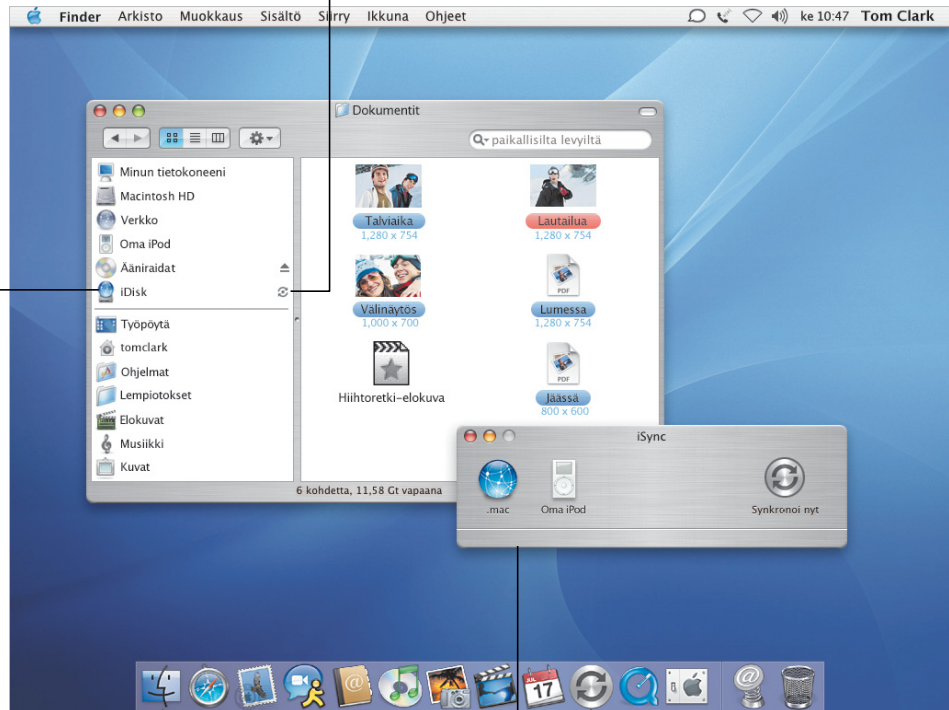 Finder Arkisto Muokkaus Sisältö Siirry Ikkuna Ohjeet ke 10:47 Tom Clark
Dokumentit
paikallisilta levyiltä
Minun tietokoneeni
Macintosh HD
Verkko
Oma iPod
Ääniraidat
iDisk
Työpöytä
tomclark
Ohjelmat
Lempiotokset
Elokuvat
Musiikki
Kuvat
Talviaika
1,280 x 754
Lautailua
1,280 x 754
Välinäytös
1,000 x 700
PDF
Lumessa
1,280 x 754
Hiihtoretki-elokuva
PDF
Jäässä
800 x 600
6 kohdetta, 11,58 Gt vapaana
iSync
.mac
Oma iPod
Synkronoi nyt
@
JUL
17
@